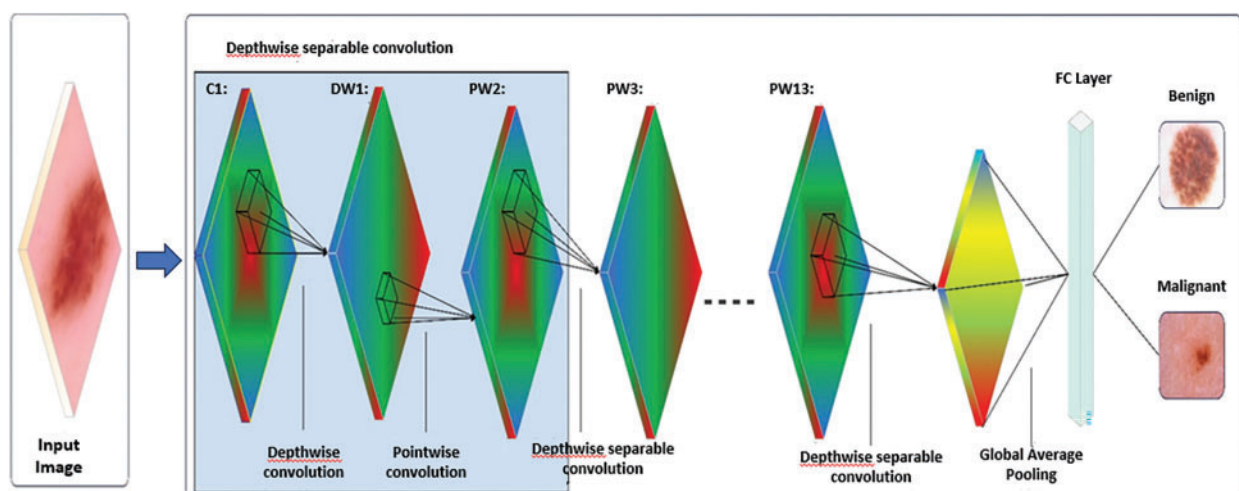 Depthwise separable convolution
C1:
DW1:
PW2:
PW3:
PW13:
FC Layer
Benign
Malignant
Input
Image
Depthwise
convolution
Pointwise
convolution
Depthwise separable
convolution
Depthwise separable
convolution
Global Average
Pooling